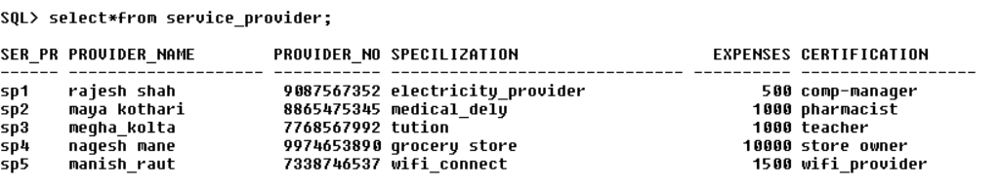 SQL> select*from service_provider;
SER_PR PROVIDER_NAME PROVIDER_NO SPECILIZATION EXPENSES CERTIFICATION
------ -------------------- ----------- ------------------------------ ---------- ------------------
sp1 rajesh shah 9087567352 electricity_provider 500 comp-manager
sp2 maya kothari 8865475345 medical_dely 1000 pharmacist
sp3 megha_kolta 7768567992 tution 1000 teacher
sp4 nagesh mane 9974653890 grocery store 10000 store owner
sp5 manish_raut 7338746537 wifi_connect 1500 wifi_provider